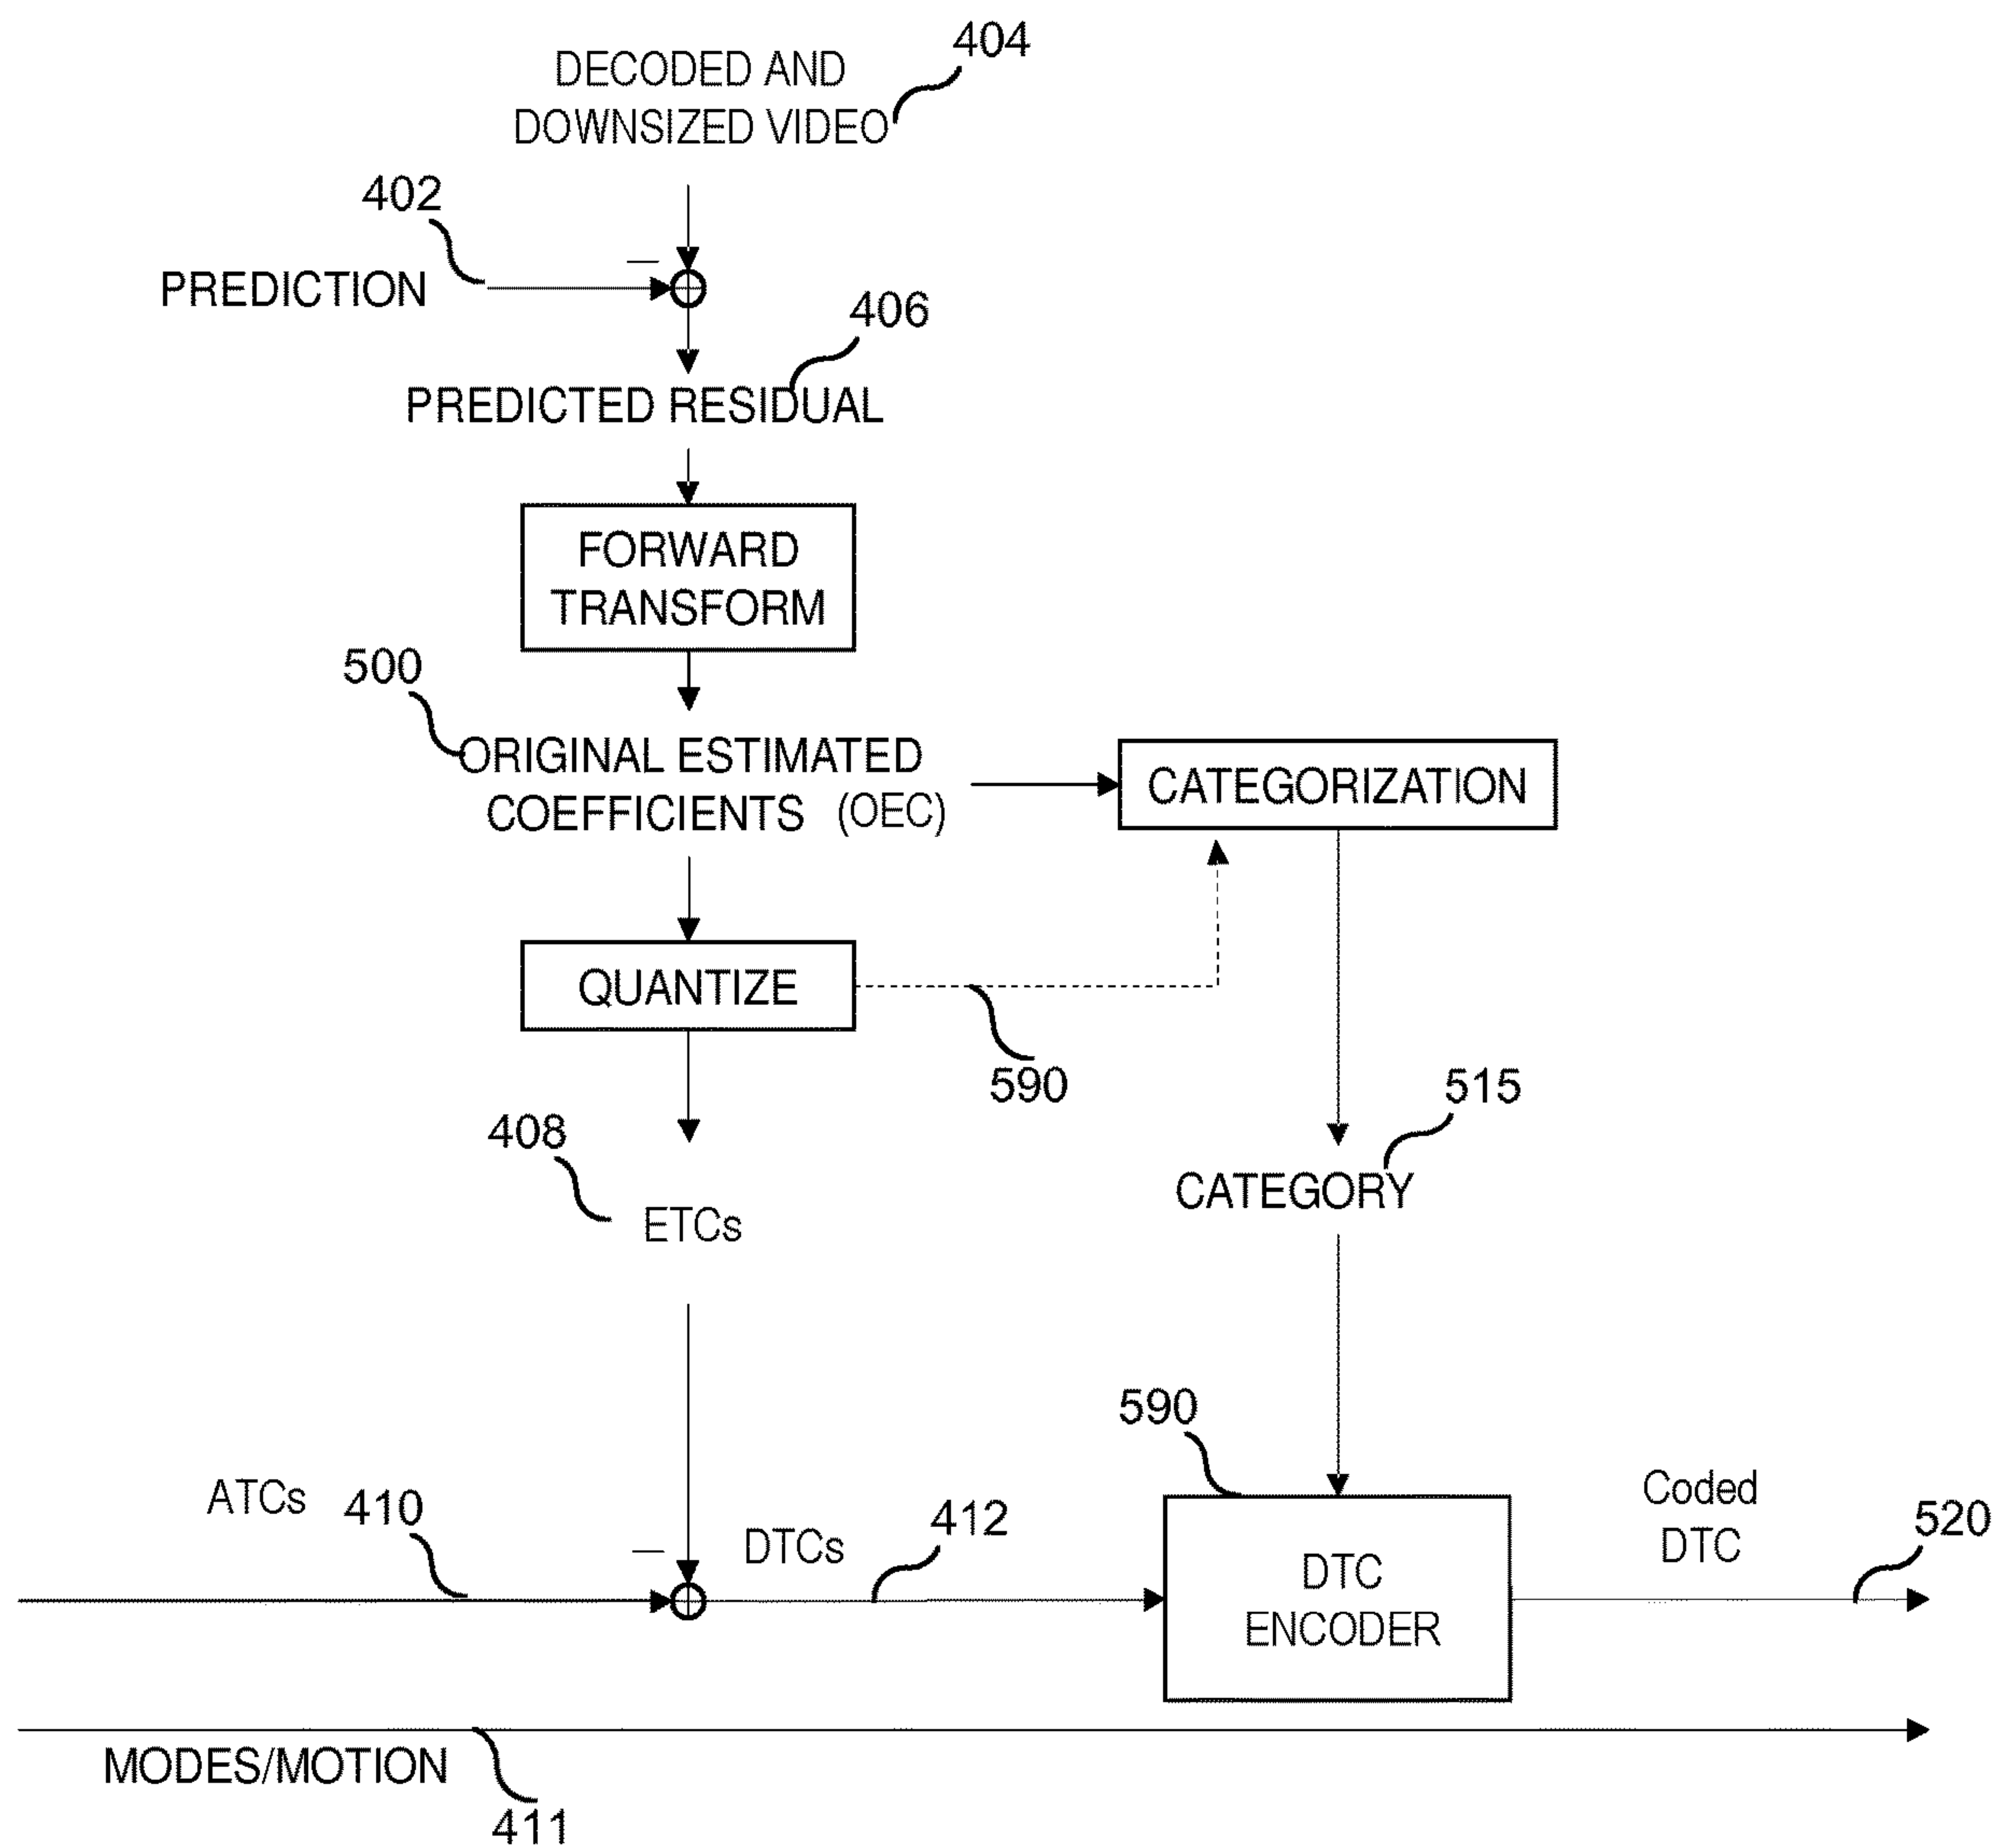 404
DECODED AND
DOWNSIZED VIDEO
402
—
PREDICTION
406
PREDICTED RESIDUAL
FORWARD
TRANSFORM
500
ORIGINAL ESTIMATED
COEFFICIENTS (OEC)
CATEGORIZATION
QUANTIZE
590
515
408
CATEGORY
ETCs
590
ATCs
410
—
DTCs
412
Coded
DTC
520
DTC
ENCODER
MODES/MOTION
411